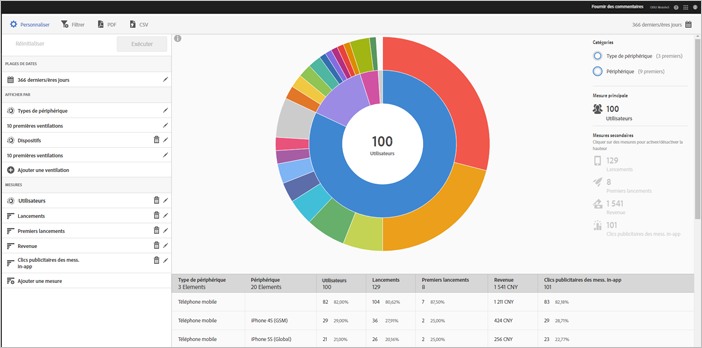 Fournir des commentaires
Personnaliser
Filtrer
PDF
CSV
366 derniers/ères jours
Réinitialiser
Exécuter
PLAGES DE DATES
366 derniers/ères jours
AFFICHER PAR
Types de périphérique
10 premières ventilations
Dispositifs
10 premières ventilations
Ajouter une ventilation
MESURES
Utilisateurs
Lancements
Premiers lancements
Revenue
Clics publicitaires des mess.
In-app
Ajouter une mesure
100
Utilisateurs
Catégories
Type de périphérique (3 premiers)
Périphérique (9 premiers)
Mesure principale
100
Utilisateurs
Mesures secondaires
Cliquer sur des mesures pour activer/désactiver la
hauteur
129
Lancements
8
Premiers lancements
1 541
Revenue
101
Clics publicitaires des mess. In-app
Type de périphérique Périphérique Utilisateurs Lancements Premiers lancements Revenue Clics publicitaires des mess. In-app
3 Elements 20 Elements 100 129 8 1 541 CNY 101
Téléphone mobile 82 82,00% 104 80,62% 7 87,50% 1 211 CNY 83 82,18%
Téléphone mobile iPhone 4S (GSM) 29 29,00% 36 27,91% 2 25,00% 424 CNY 29 28,71%
Téléphone mobile iPhone 5S (Global) 21 21,00% 26 20,16% 2 25,00% 256 CNY 23 22,77%